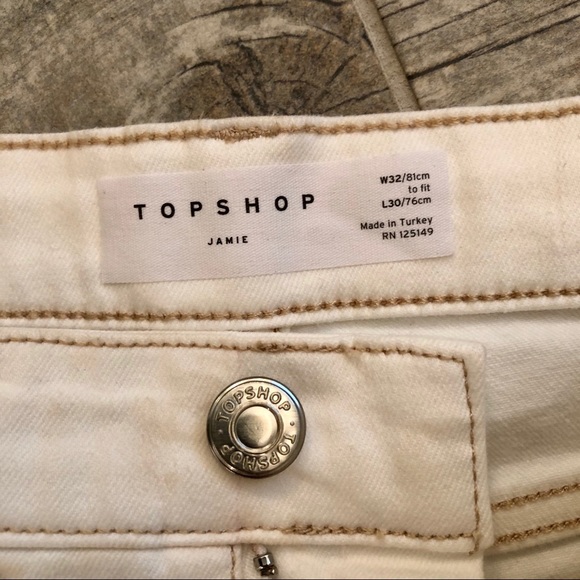 TOPSHOP
JAMIE
W32/81cm
to fit
L30/76cm
Made in Turkey
RN 125149
TOPSHOP · TOPSHOP ·